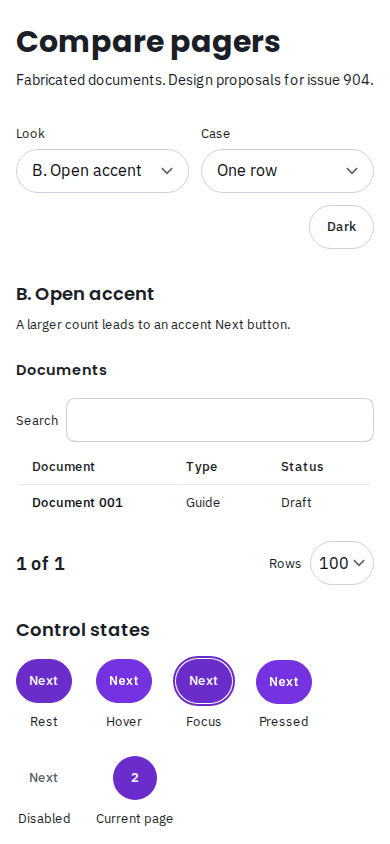 Compare pagers
Fabricated documents. Design proposals for issue 904.
Look Case
B. Open accent One row
Dark
B. Open accent
A larger count leads to an accent Next button.
Documents
Search
Document Type Status
Document 001 Guide Draft
1 of 1 Rows 100
Control states
Next Next Next Next
Rest Hover Focus Pressed
Next 2
Disabled Current page